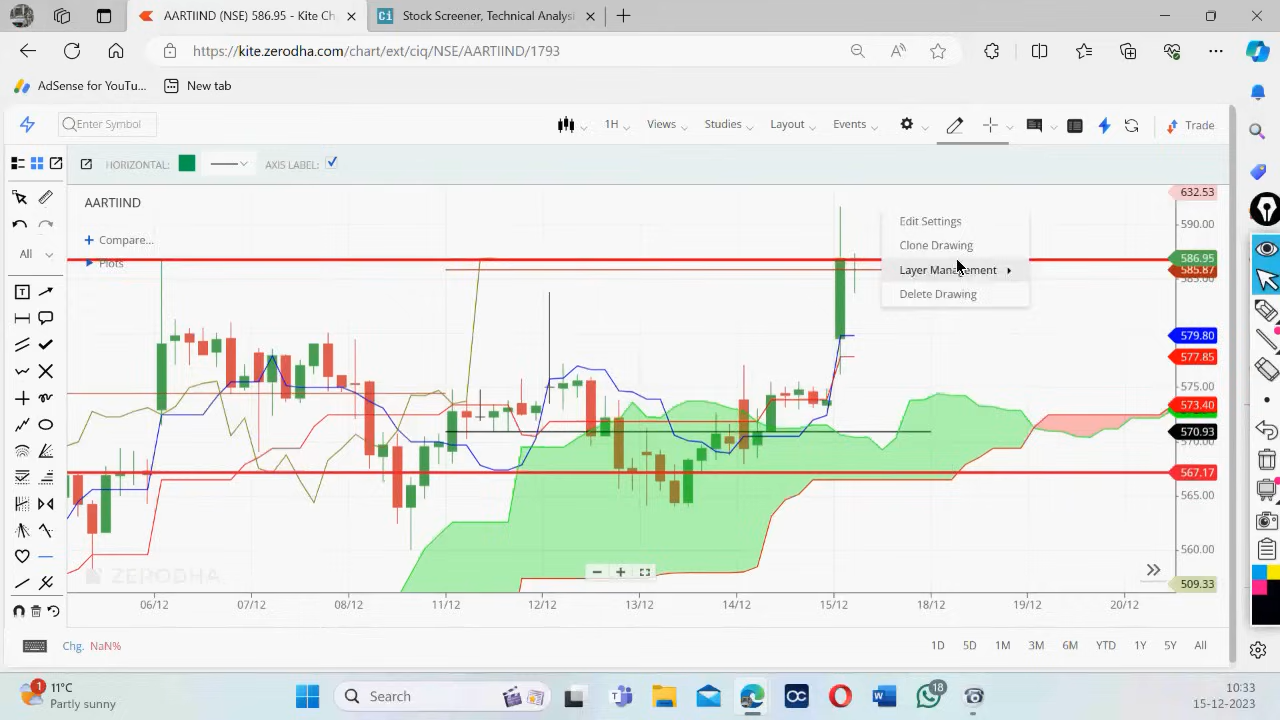 AARTIIND (NSE) 586.95 - Kite Ch
Stock Screener, Technical Analysi
https://kite.zerodha.com/chart/ext/ciq/NSE/AARTIIND/1793
AdSense for YouTu...
New tab
Enter Symbol
1H
Views
Studies
Layout
Events
Trade
HORIZONTAL:
AXIS LABEL:
AARTIIND
Compare...
Plots
All
Edit Settings
Clone Drawing
Layer Management
Delete Drawing
632.53
590.00
586.95
585.87
585.00
579.80
577.85
575.00
573.40
570.93
570.00
567.17
565.00
560.00
509.33
ZERODHA
06/12
07/12
08/12
11/12
12/12
13/12
14/12
15/12
18/12
19/12
20/12
Chg. NaN%
1D
5D
1M
3M
6M
YTD
1Y
5Y
All
1
11°C
Partly sunny
Search
18
10:33
15-12-2023